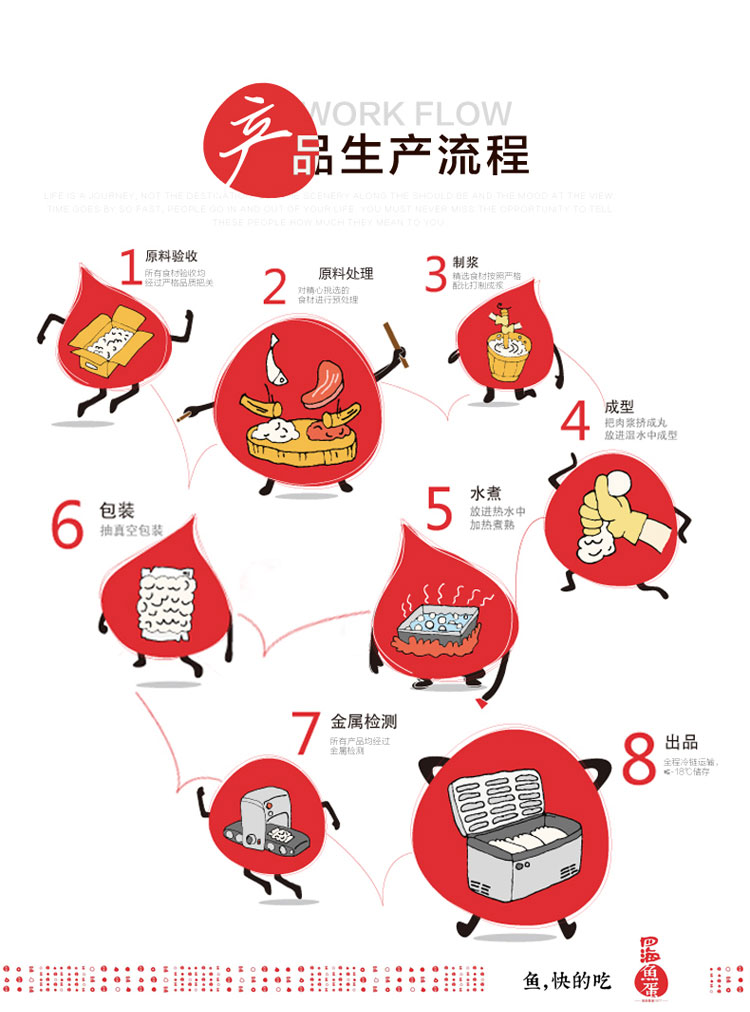 WORK FLOW
产品生产流程
LIFE IS A JOURNEY, NOT THE DESTINATION, SCENERY ALONG THE SHOULD BE AND THE MOOD AT THE VIEW
TIME GOES BY SO FAST, PEOPLE GO IN AND OUT OF YOUR LIFE. YOU MUST NEVER MISS THE OPPORTUNITY TO TELL
THESE PEOPLE HOW MUCH THEY MEAN TO YOU
1 原料验收
所有食材验收均
经过严格品质把关
2 原料处理
对精心挑选的
食材进行预处理
3 制浆
精选食材按照严格
配比打制成浆
4 成型
把肉浆挤成丸
放进温水中成型
5 水煮
放进热水中
加热煮熟
6 包装
抽真空包装
7 金属检测
所有产品均经过
金属检测
8 出品
全程冷链运输,
≤-18℃储存
鱼,快的吃
四海
魚蛋